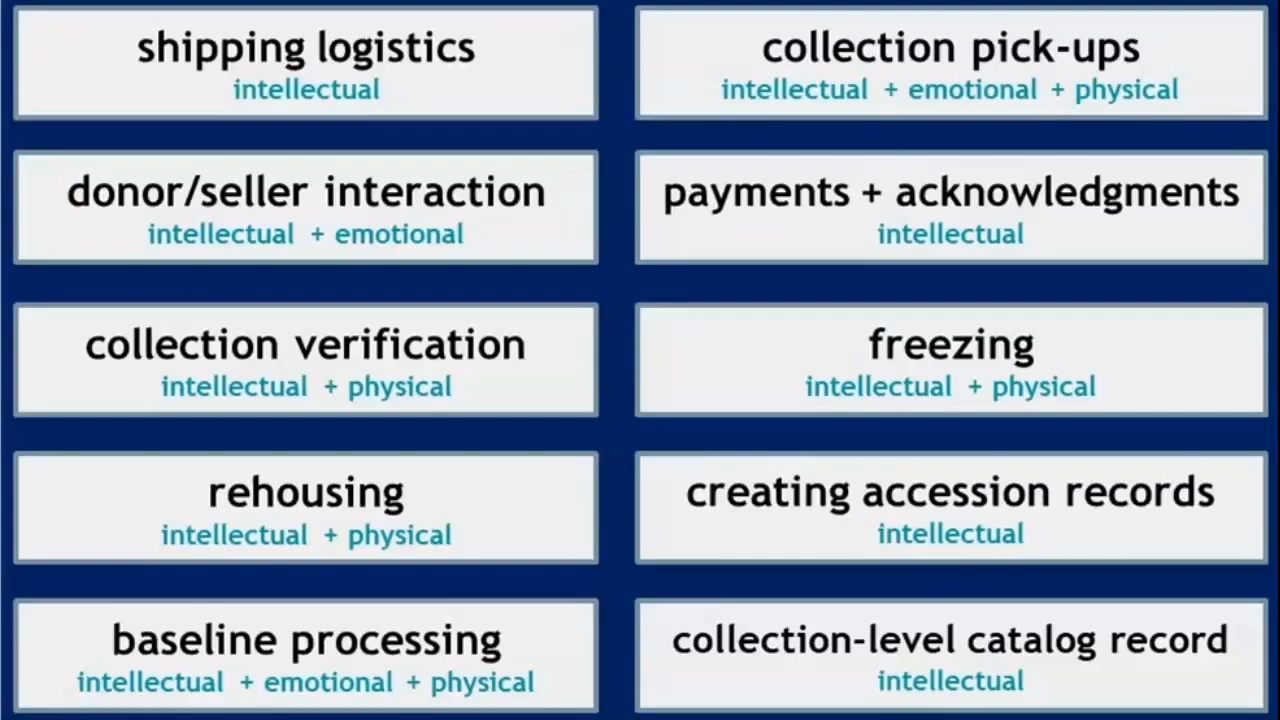 shipping logistics
intellectual
collection pick-ups
intellectual + emotional + physical
donor/seller interaction
intellectual + emotional
payments + acknowledgments
intellectual
collection verification
intellectual + physical
freezing
intellectual + physical
rehousing
intellectual + physical
creating accession records
intellectual
baseline processing
intellectual + emotional + physical
collection-level catalog record
intellectual